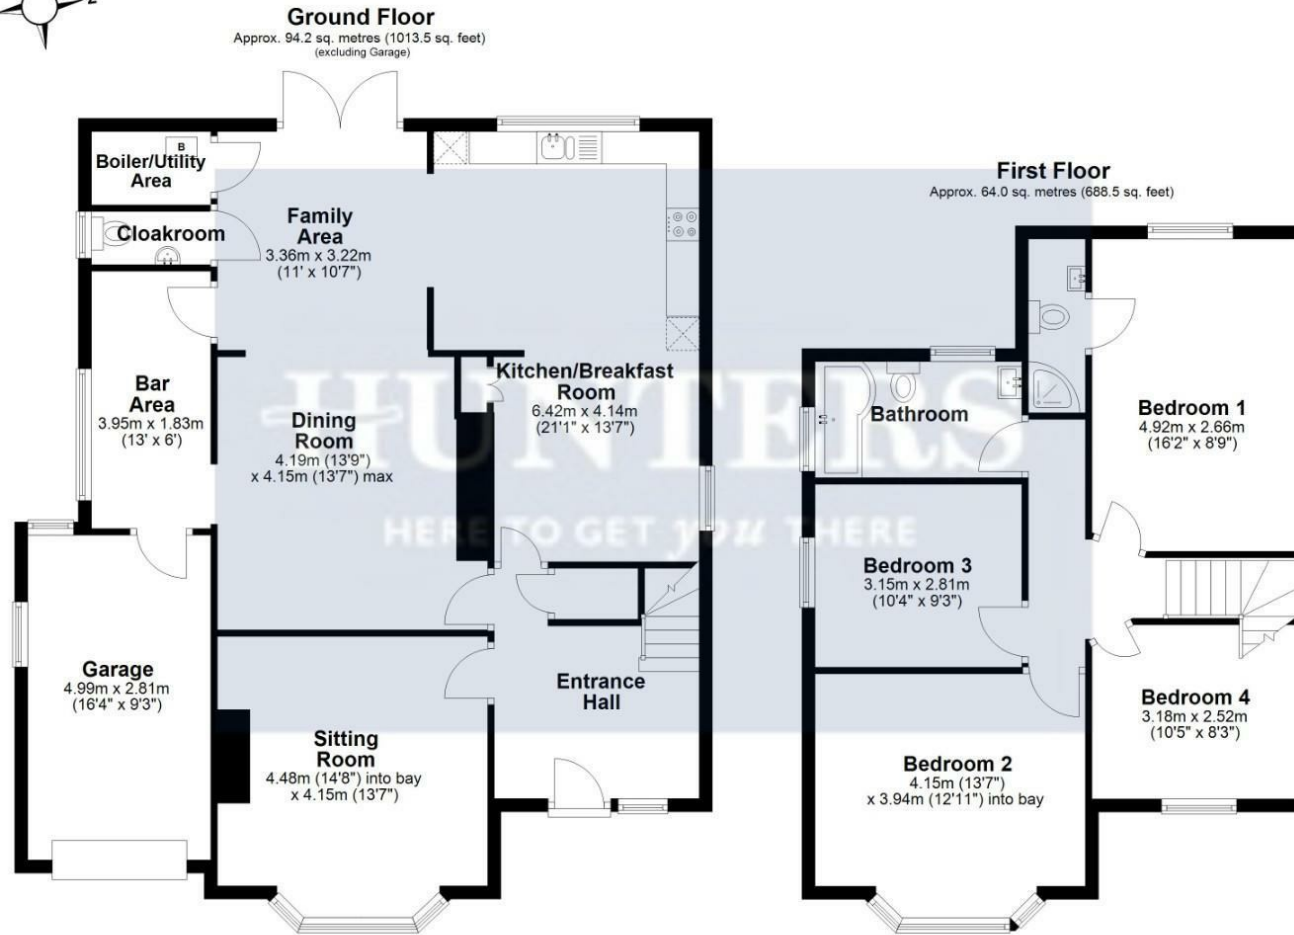 Ground Floor
Approx. 94.2 sq. metres (1013.5 sq. feet)
(excluding Garage)
B
Boiler/Utility
Area
Cloakroom
Family
Area
3.36m x 3.22m
(11' x 10'7")
Bar
Area
3.95m x 1.83m
(13' x 6')
Dining
Room
4.19m (13'9")
x 4.15m (13'7") max
Kitchen/Breakfast
Room
6.42m x 4.14m
(21'1" x 13'7")
Garage
4.99m x 2.81m
(16'4" x 9'3")
Sitting
Room
4.48m (14'8") into bay
x 4.15m (13'7")
Entrance
Hall
First Floor
Approx. 64.0 sq. metres (688.5 sq. feet)
Bathroom
Bedroom 1
4.92m x 2.66m
(16'2" x 8'9")
Bedroom 3
3.15m x 2.81m
(10'4" x 9'3")
Bedroom 4
3.18m x 2.52m
(10'5" x 8'3")
Bedroom 2
4.15m (13'7")
x 3.94m (12'11") into bay
HUNTERS
HERE TO GET you THERE